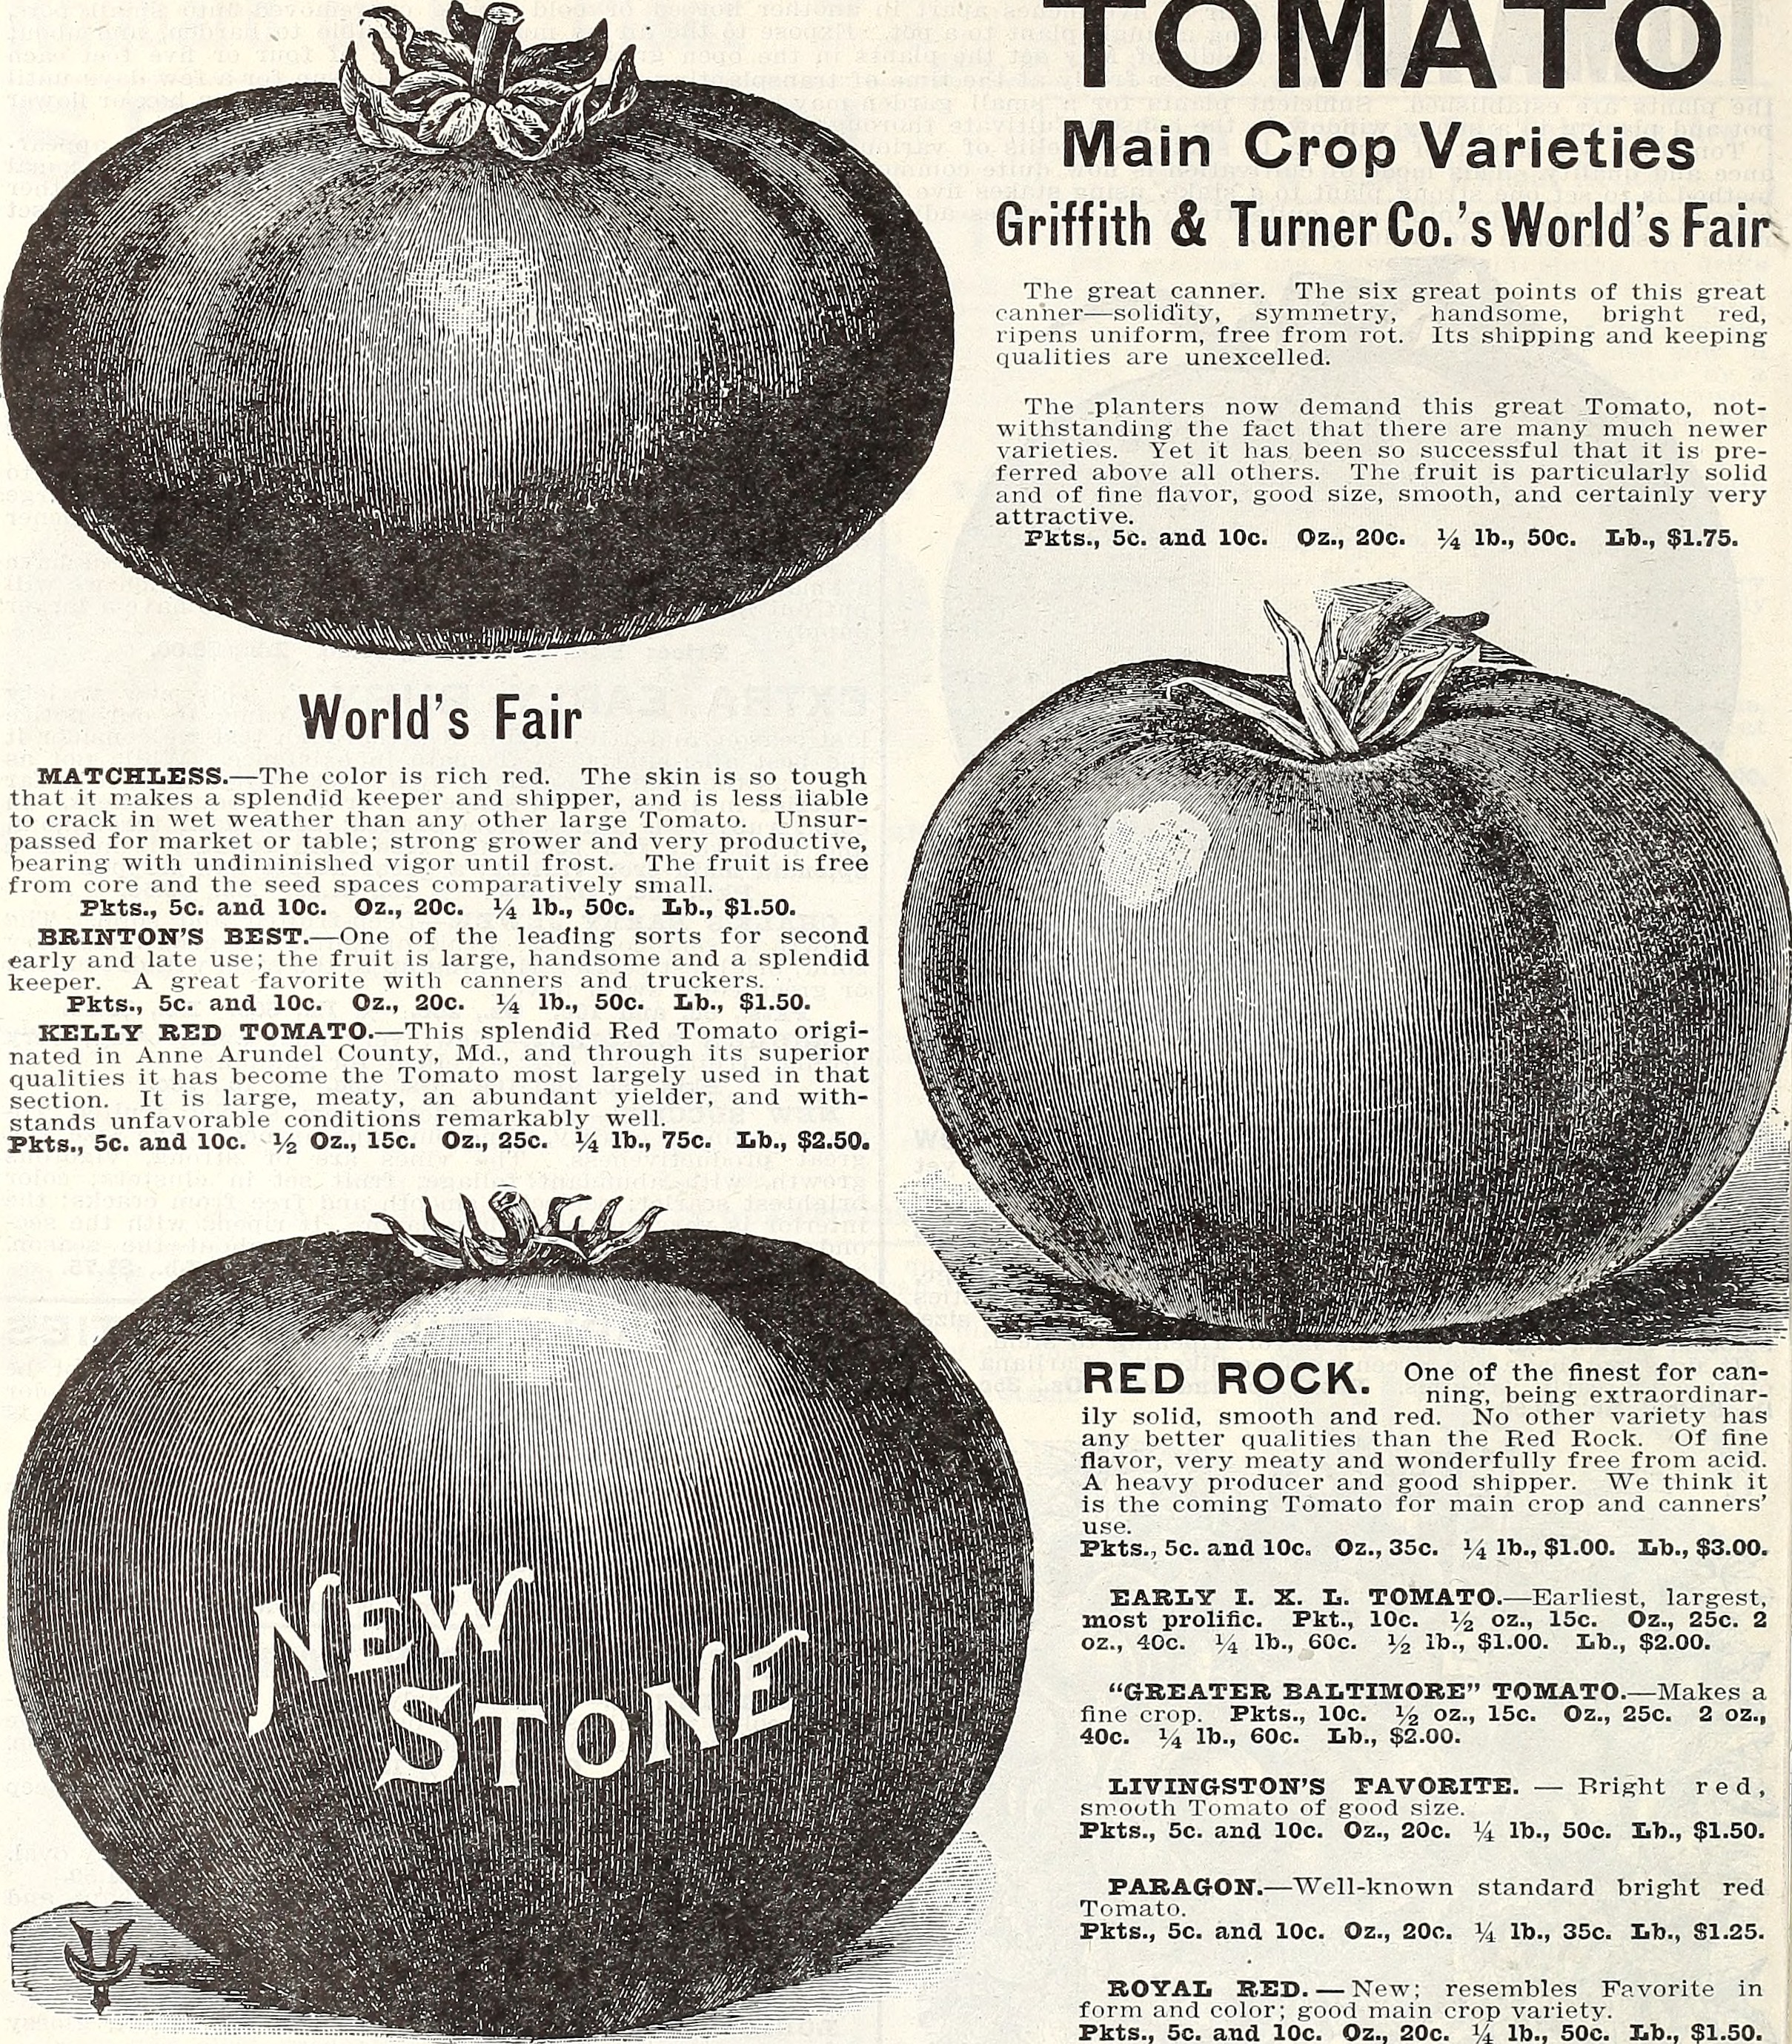 TOMATO
Main Crop Varieties
Griffith & Turner Co.'s World's Fair
The great canner. The six great points of this great
canner—solidity, symmetry, handsome, bright red,
ripens uniform, free from rot. Its shipping and keeping
qualities are unexcelled.
The planters now demand this great Tomato, not-
withstanding the fact that there are many much newer
varieties. Yet it has been so successful that it is pre-
ferred above all others. The fruit is particularly solid
and of fine flavor, good size, smooth, and certainly very
attractive.
Pkts., 5c. and 10c. Oz., 20c. ¼ lb., 50c. Lb., $1.75.
World's Fair
MATCHLESS.—The color is rich red. The skin is so tough
that it makes a splendid keeper and shipper, and is less liable
to crack in wet weather than any other large Tomato. Unsur-
passed for market or table; strong grower and very productive,
bearing with undiminished vigor until frost. The fruit is free
from core and the seed spaces comparatively small.
Pkts., 5c. and 10c. Oz., 20c. ¼ lb., 50c. Lb., $1.50.
BRINTON'S BEST.—One of the leading sorts for second
early and late use; the fruit is large, handsome and a splendid
keeper. A great favorite with canners and truckers.
Pkts., 5c. and 10c. Oz., 20c. ¼ lb., 50c. Lb., $1.50.
KELLY RED TOMATO.—This splendid Red Tomato origi-
nated in Anne Arundel County, Md., and through its superior
qualities it has become the Tomato most largely used in that
section. It is large, meaty, an abundant yielder, and with-
stands unfavorable conditions remarkably well.
Pkts., 5c. and 10c. ½ Oz., 15c. Oz., 25c. ¼ lb., 75c. Lb., $2.50.
NEW
STONE
RED ROCK. One of the finest for can-
ning, being extraordinar-
ily solid, smooth and red. No other variety has
any better qualities than the Red Rock. Of fine
flavor, very meaty and wonderfully free from acid.
A heavy producer and good shipper. We think it
is the coming Tomato for main crop and canners'
use.
Pkts., 5c. and 10c. Oz., 35c. ¼ lb., $1.00. Lb., $3.00.
EARLY I. X. L. TOMATO.—Earliest, largest,
most prolific. Pkt., 10c. ½ oz., 15c. Oz., 25c. 2
oz., 40c. ¼ lb., 60c. ½ lb., $1.00. Lb., $2.00.
"GREATER BALTIMORE" TOMATO.—Makes a
fine crop. Pkts., 10c. ½ oz., 15c. Oz., 25c. 2 oz.,
40c. ¼ lb., 60c. Lb., $2.00.
LIVINGSTON'S FAVORITE. — Bright red,
smooth Tomato of good size.
Pkts., 5c. and 10c. Oz., 20c. ¼ lb., 50c. Lb., $1.50.
PARAGON.—Well-known standard bright red
Tomato.
Pkts., 5c. and 10c. Oz., 20c. ¼ lb., 35c. Lb., $1.25.
ROYAL RED. — New; resembles Favorite in
form and color; good main crop variety.
Pkts., 5c. and 10c. Oz., 20c. ¼ lb., 50c. Lb., $1.50.